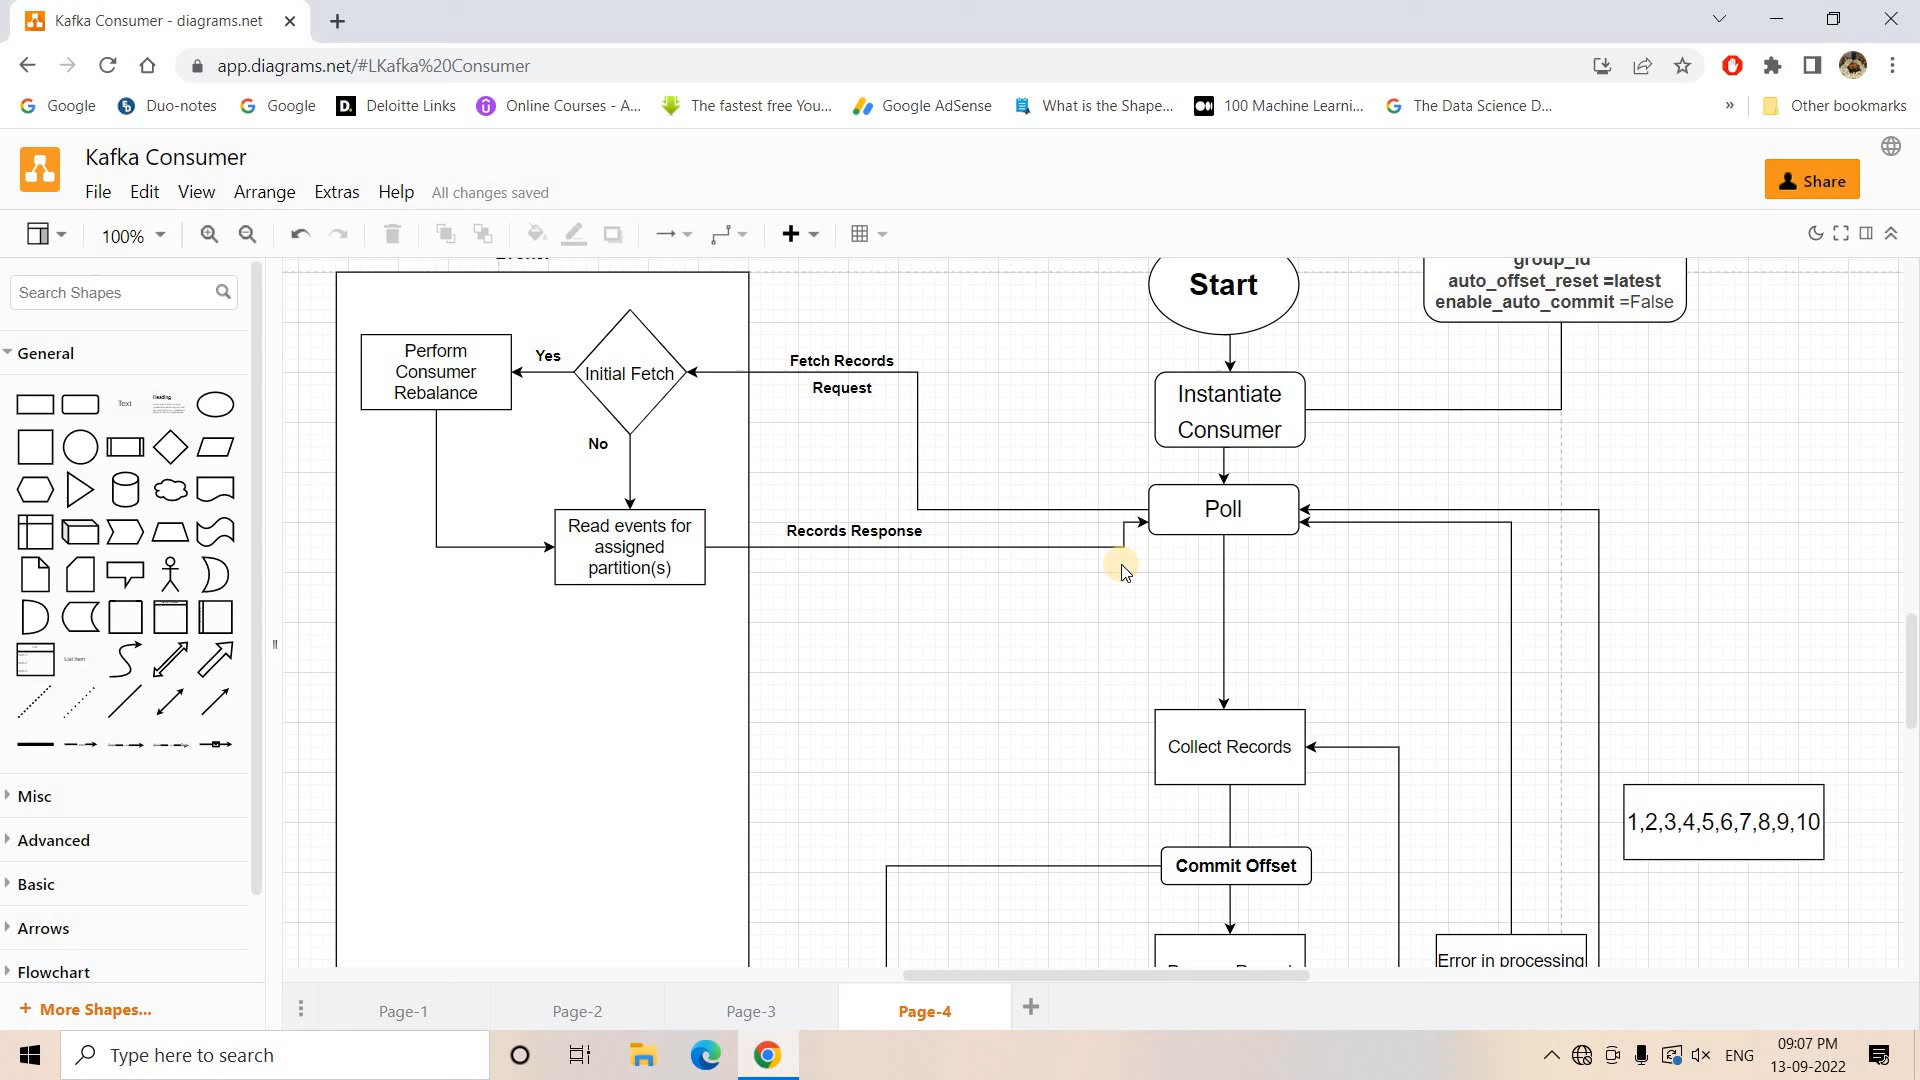 Kafka Consumer - diagrams.net
app.diagrams.net/#LKafka%20Consumer
Google
Duo-notes
Google
Deloitte Links
Online Courses - A...
The fastest free You...
Google AdSense
What is the Shape...
100 Machine Learni...
The Data Science D...
»
Other bookmarks
Kafka Consumer
File Edit View Arrange Extras Help All changes saved
Share
100%
Search Shapes
General
Text
Heading
List Item
Misc
Advanced
Basic
Arrows
Flowchart
+ More Shapes...
Start
group_id
auto_offset_reset =latest
enable_auto_commit =False
Perform
Consumer
Rebalance
Yes
Initial Fetch
No
Fetch Records
Request
Instantiate
Consumer
Poll
Read events for
assigned
partition(s)
Records Response
Collect Records
1,2,3,4,5,6,7,8,9,10
Commit Offset
Error in processing
Page-1
Page-2
Page-3
Page-4
Type here to search
ENG
09:07 PM
13-09-2022